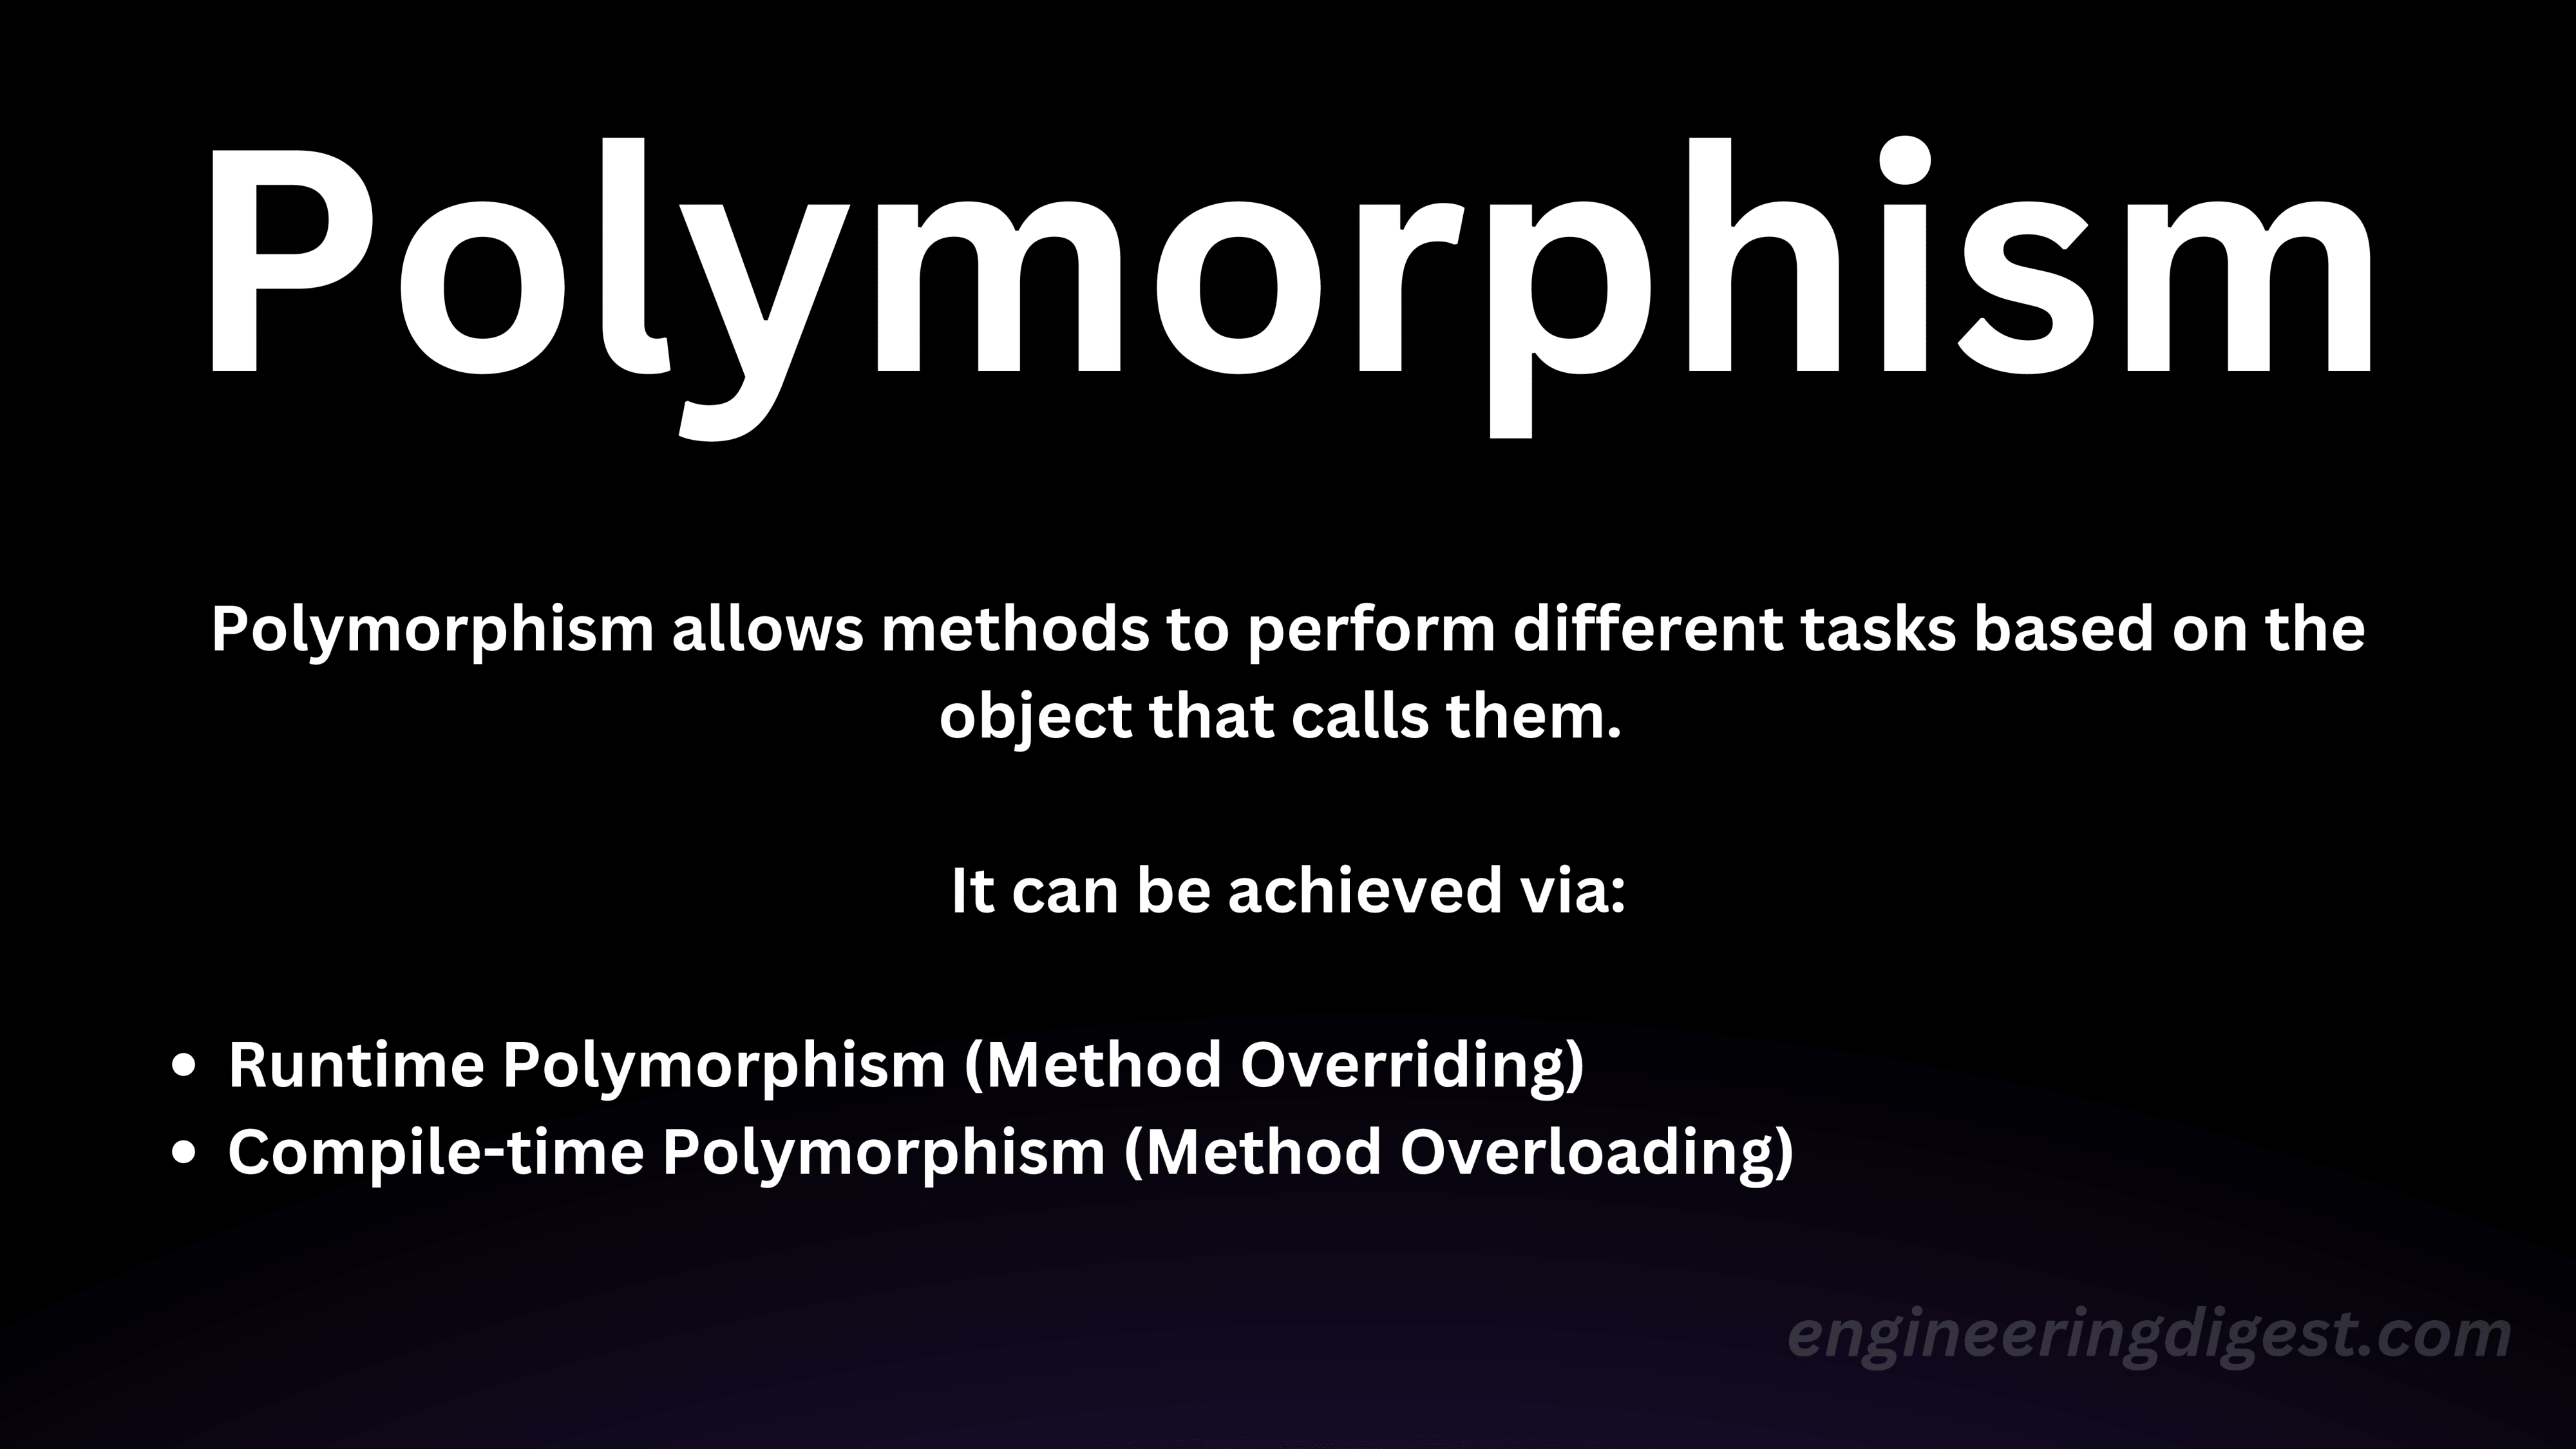 Polymorphism
Polymorphism allows methods to perform different tasks based on the
object that calls them.
It can be achieved via:
• Runtime Polymorphism (Method Overriding)
• Compile-time Polymorphism (Method Overloading)
engineeringdigest.com